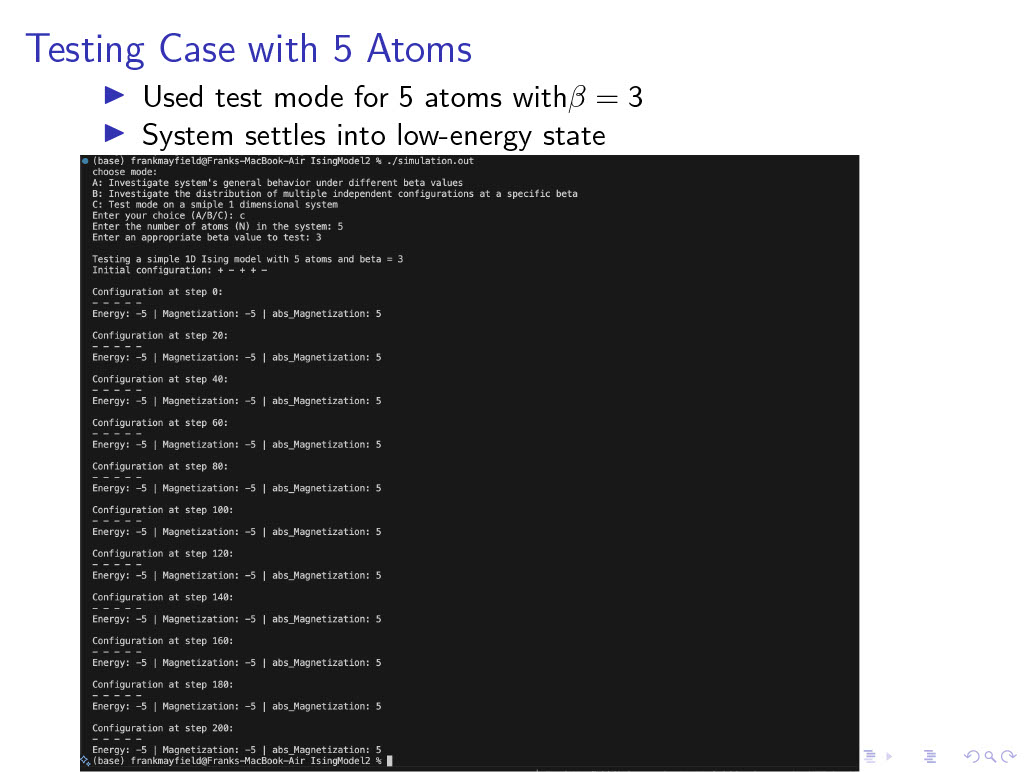 Testing Case with 5 Atoms
Used test mode for 5 atoms withβ = 3
System settles into low-energy state
(base) frankmayfield@Franks-MacBook-Air IsingModel2 % ./simulation.out
choose mode:
A: Investigate system's general behavior under different beta values
B: Investigate the distribution of multiple independent configurations at a specific beta
C: Test mode on a smiple 1 dimensional system
Enter your choice (A/B/C): c
Enter the number of atoms (N) in the system: 5
Enter an appropriate beta value to test: 3
Testing a simple 1D Ising model with 5 atoms and beta = 3
Initial configuration: + − + + −
Configuration at step 0:
− − − − −
Energy: −5 | Magnetization: −5 | abs_Magnetization: 5
Configuration at step 20:
− − − − −
Energy: −5 | Magnetization: −5 | abs_Magnetization: 5
Configuration at step 40:
− − − − −
Energy: −5 | Magnetization: −5 | abs_Magnetization: 5
Configuration at step 60:
− − − − −
Energy: −5 | Magnetization: −5 | abs_Magnetization: 5
Configuration at step 80:
− − − − −
Energy: −5 | Magnetization: −5 | abs_Magnetization: 5
Configuration at step 100:
− − − − −
Energy: −5 | Magnetization: −5 | abs_Magnetization: 5
Configuration at step 120:
− − − − −
Energy: −5 | Magnetization: −5 | abs_Magnetization: 5
Configuration at step 140:
− − − − −
Energy: −5 | Magnetization: −5 | abs_Magnetization: 5
Configuration at step 160:
− − − − −
Energy: −5 | Magnetization: −5 | abs_Magnetization: 5
Configuration at step 180:
− − − − −
Energy: −5 | Magnetization: −5 | abs_Magnetization: 5
Configuration at step 200:
− − − − −
Energy: −5 | Magnetization: −5 | abs_Magnetization: 5
(base) frankmayfield@Franks-MacBook-Air IsingModel2 %